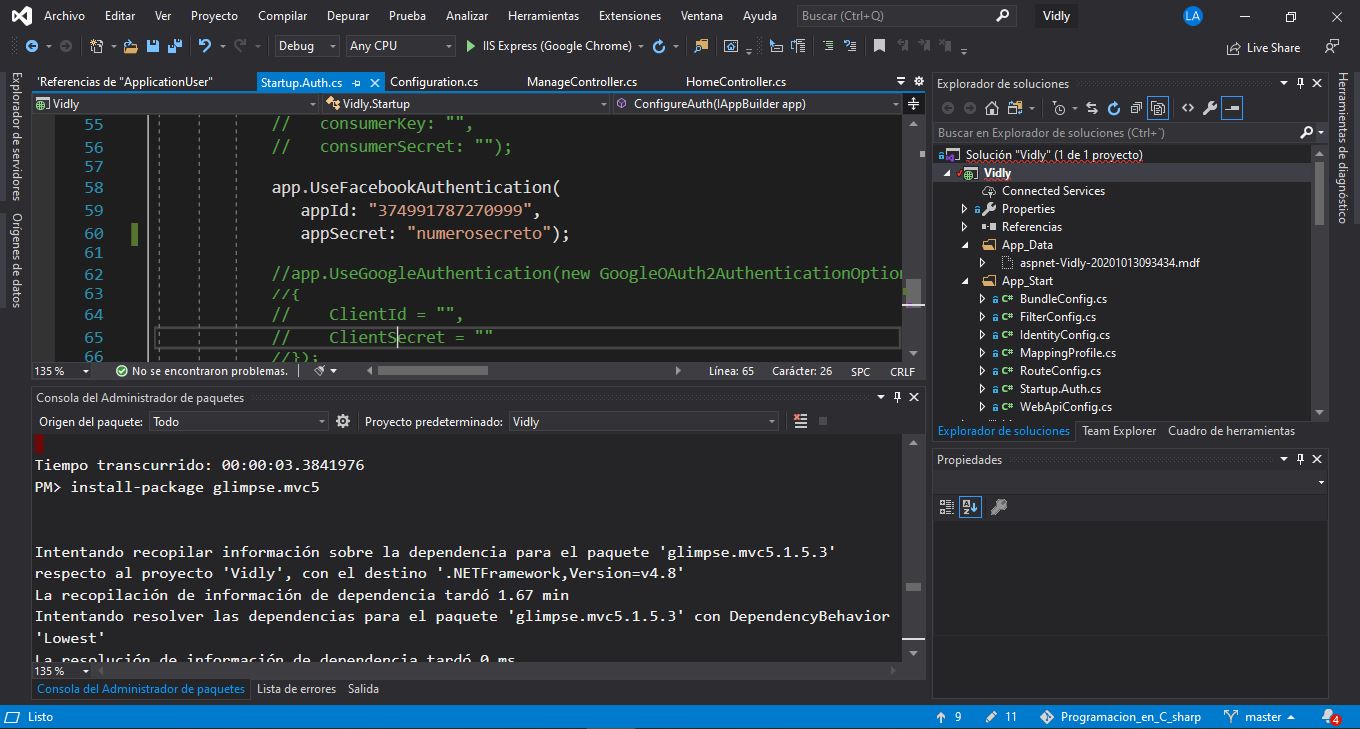 Archivo Editar Ver Proyecto Compilar Depurar Prueba Analizar Herramientas Extensiones Ventana Ayuda Buscar (Ctrl+Q) Vidly LA
Debug Any CPU IIS Express (Google Chrome) Live Share
Explorador de servidores
Orígenes de datos
'Referencias de "ApplicationUser" Startup.Auth.cs Configuration.cs ManageController.cs HomeController.cs
Vidly Vidly.Startup ConfigureAuth(IAppBuilder app)
55 // consumerKey: "",
56 // consumerSecret: "");
57
58 app.UseFacebookAuthentication(
59 appId: "374991787270999",
60 appSecret: "numerosecreto");
61
62 //app.UseGoogleAuthentication(new GoogleOAuth2AuthenticationOption
63 //{
64 // ClientId = "",
65 // ClientSecret = ""
66 //});
135 % No se encontraron problemas. Línea: 65 Carácter: 26 SPC CRLF
Consola del Administrador de paquetes
Origen del paquete: Todo Proyecto predeterminado: Vidly
Tiempo transcurrido: 00:00:03.3841976
PM> install-package glimpse.mvc5
Intentando recopilar información sobre la dependencia para el paquete 'glimpse.mvc5.1.5.3'
respecto al proyecto 'Vidly', con el destino '.NETFramework,Version=v4.8'
La recopilación de información de dependencia tardó 1.67 min
Intentando resolver las dependencias para el paquete 'glimpse.mvc5.1.5.3' con DependencyBehavior
'Lowest'
La resolución de información de dependencia tardó 0 ms
135 %
Consola del Administrador de paquetes Lista de errores Salida
Explorador de soluciones
Buscar en Explorador de soluciones (Ctrl+`)
Solución "Vidly" (1 de 1 proyecto)
Vidly
Connected Services
Properties
Referencias
App_Data
aspnet-Vidly-20201013093434.mdf
App_Start
C# BundleConfig.cs
C# FilterConfig.cs
C# IdentityConfig.cs
C# MappingProfile.cs
C# RouteConfig.cs
C# Startup.Auth.cs
C# WebApiConfig.cs
Explorador de soluciones Team Explorer Cuadro de herramientas
Propiedades
Herramientas de diagnóstico
Listo 9 11 Programacion_en_C_sharp master 4